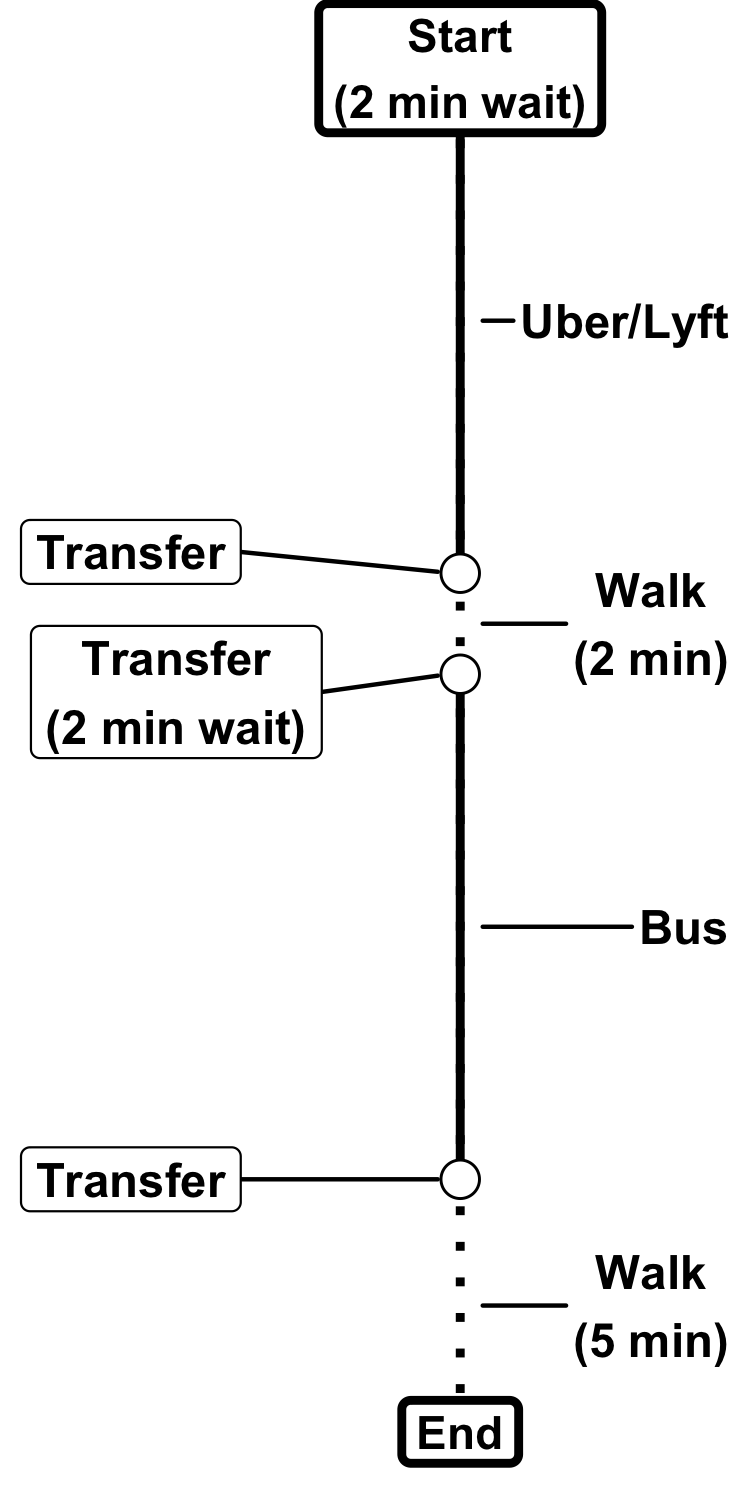 Start
(2 min wait)
Uber/Lyft
Transfer
Walk
(2 min)
Transfer
(2 min wait)
Bus
Transfer
Walk
(5 min)
End